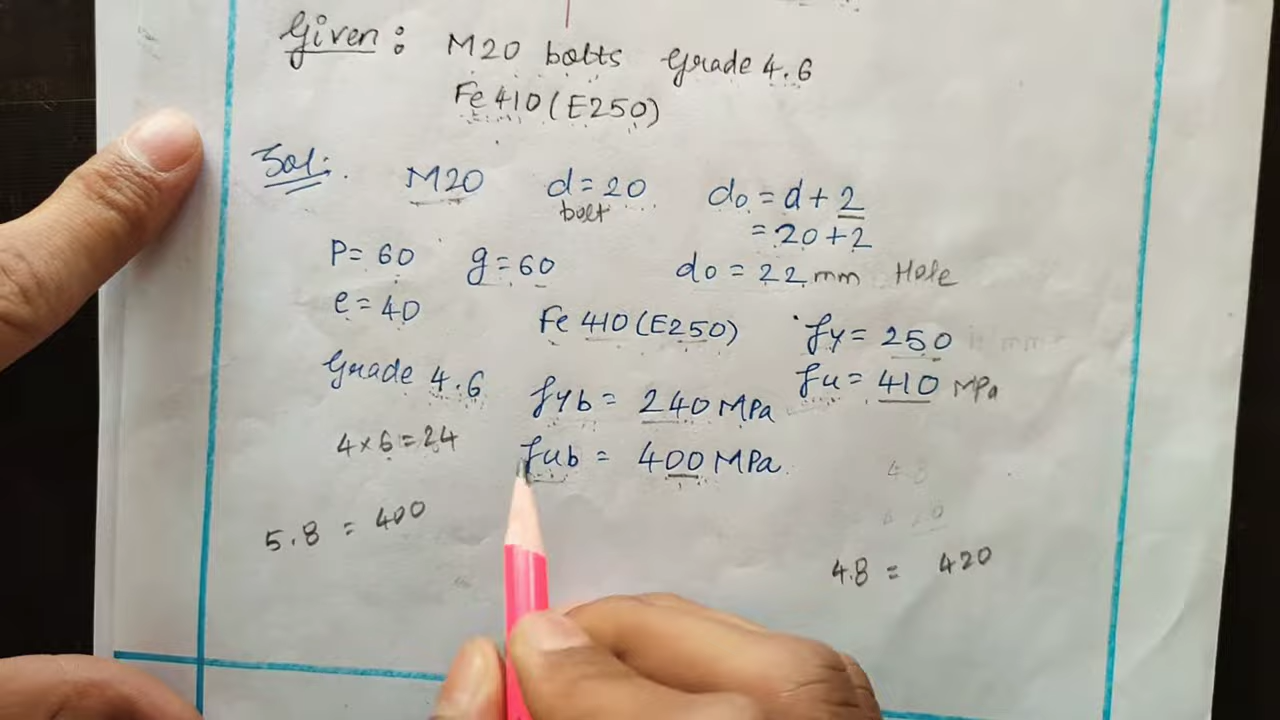 Given: M20 bolts Grade 4.6
Fe 410 (E250)
Sol:. M20 d = 20 do = d + 2
bolt = 20 + 2
P = 60 g = 60 do = 22 mm Hole
e = 40 Fe 410 (E250) fy = 250
Grade 4.6 fyb = 240 MPa fu = 410 MPa
4 × 6 = 24 fub = 400 MPa.
5.8 = 400
4.8 = 420